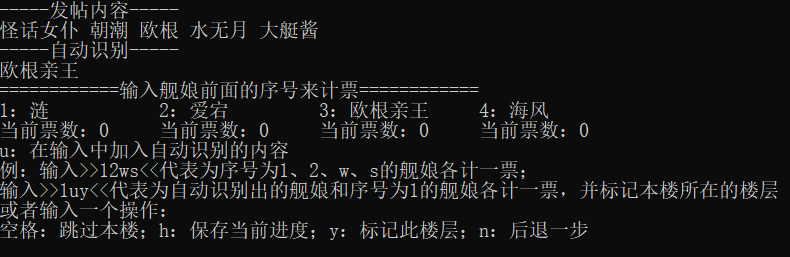 -----发帖内容-----
怪话女仆 朝潮 欧根 水无月 大艇酱
-----自动识别-----
欧根亲王
============输入舰娘前面的序号来计票============
1: 涟 2: 爱宕 3: 欧根亲王 4: 海风
当前票数: 0 当前票数: 0 当前票数: 0 当前票数: 0
u: 在输入中加入自动识别的内容
例: 输入>>12ws<<代表为序号为1、2、w、s的舰娘各计一票;
输入>>1uy<<代表为自动识别出的舰娘和序号为1的舰娘各计一票，并标记本楼所在的楼层
或者输入一个操作:
空格: 跳过本楼; h: 保存当前进度; y: 标记此楼层; n: 后退一步